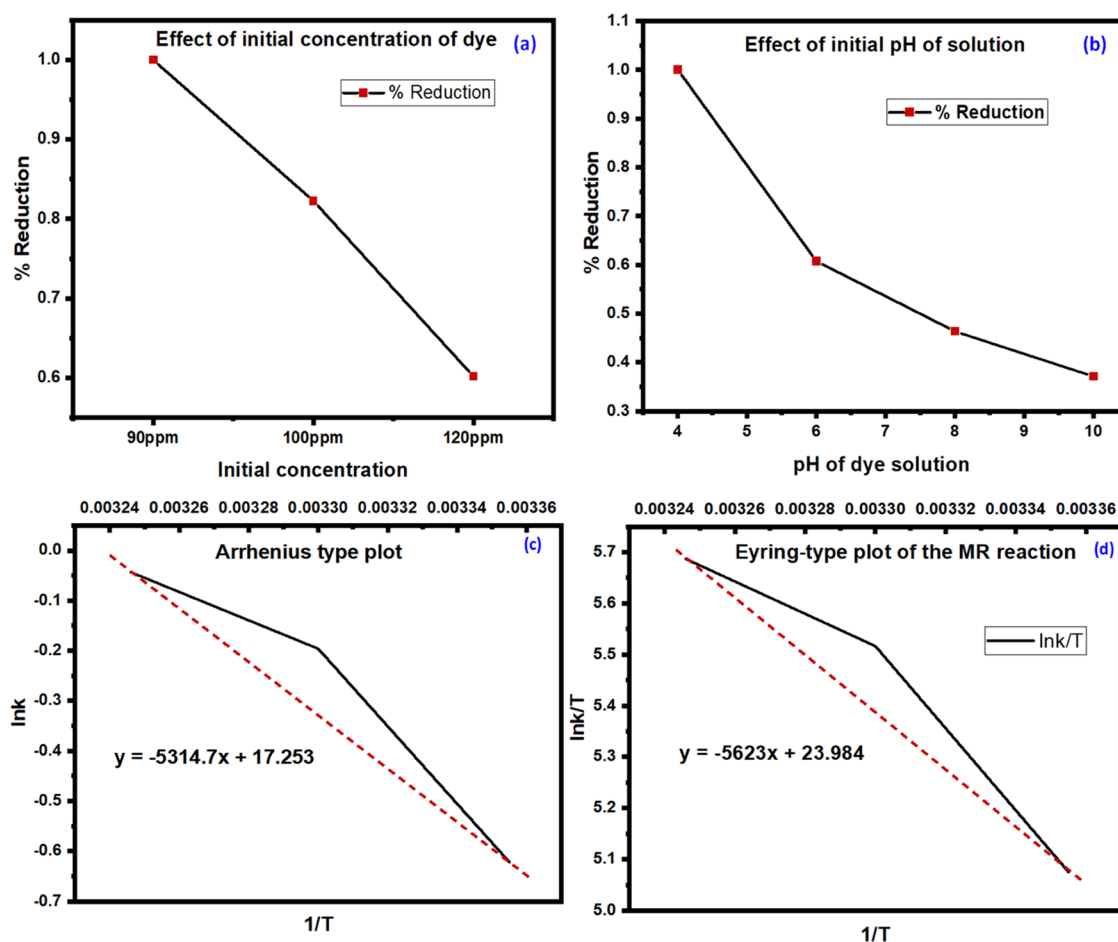 Effect of initial concentration of dye (a)
% Reduction
1.0
0.9
0.8
0.7
0.6
% Reduction
90ppm 100ppm 120ppm
Initial concentration
Effect of initial pH of solution (b)
% Reduction
1.1
1.0
0.9
0.8
0.7
0.6
0.5
0.4
0.3
% Reduction
4 5 6 7 8 9 10
pH of dye solution
0.00324 0.00326 0.00328 0.00330 0.00332 0.00334 0.00336
Arrhenius type plot (c)
0.0
-0.1
-0.2
-0.3
-0.4
-0.5
-0.6
-0.7
lnk
y = -5314.7x + 17.253
1/T
0.00324 0.00326 0.00328 0.00330 0.00332 0.00334 0.00336
Eyring-type plot of the MR reaction (d)
lnk/T
5.7
5.6
5.5
5.4
5.3
5.2
5.1
5.0
lnk/T
y = -5623x + 23.984
1/T